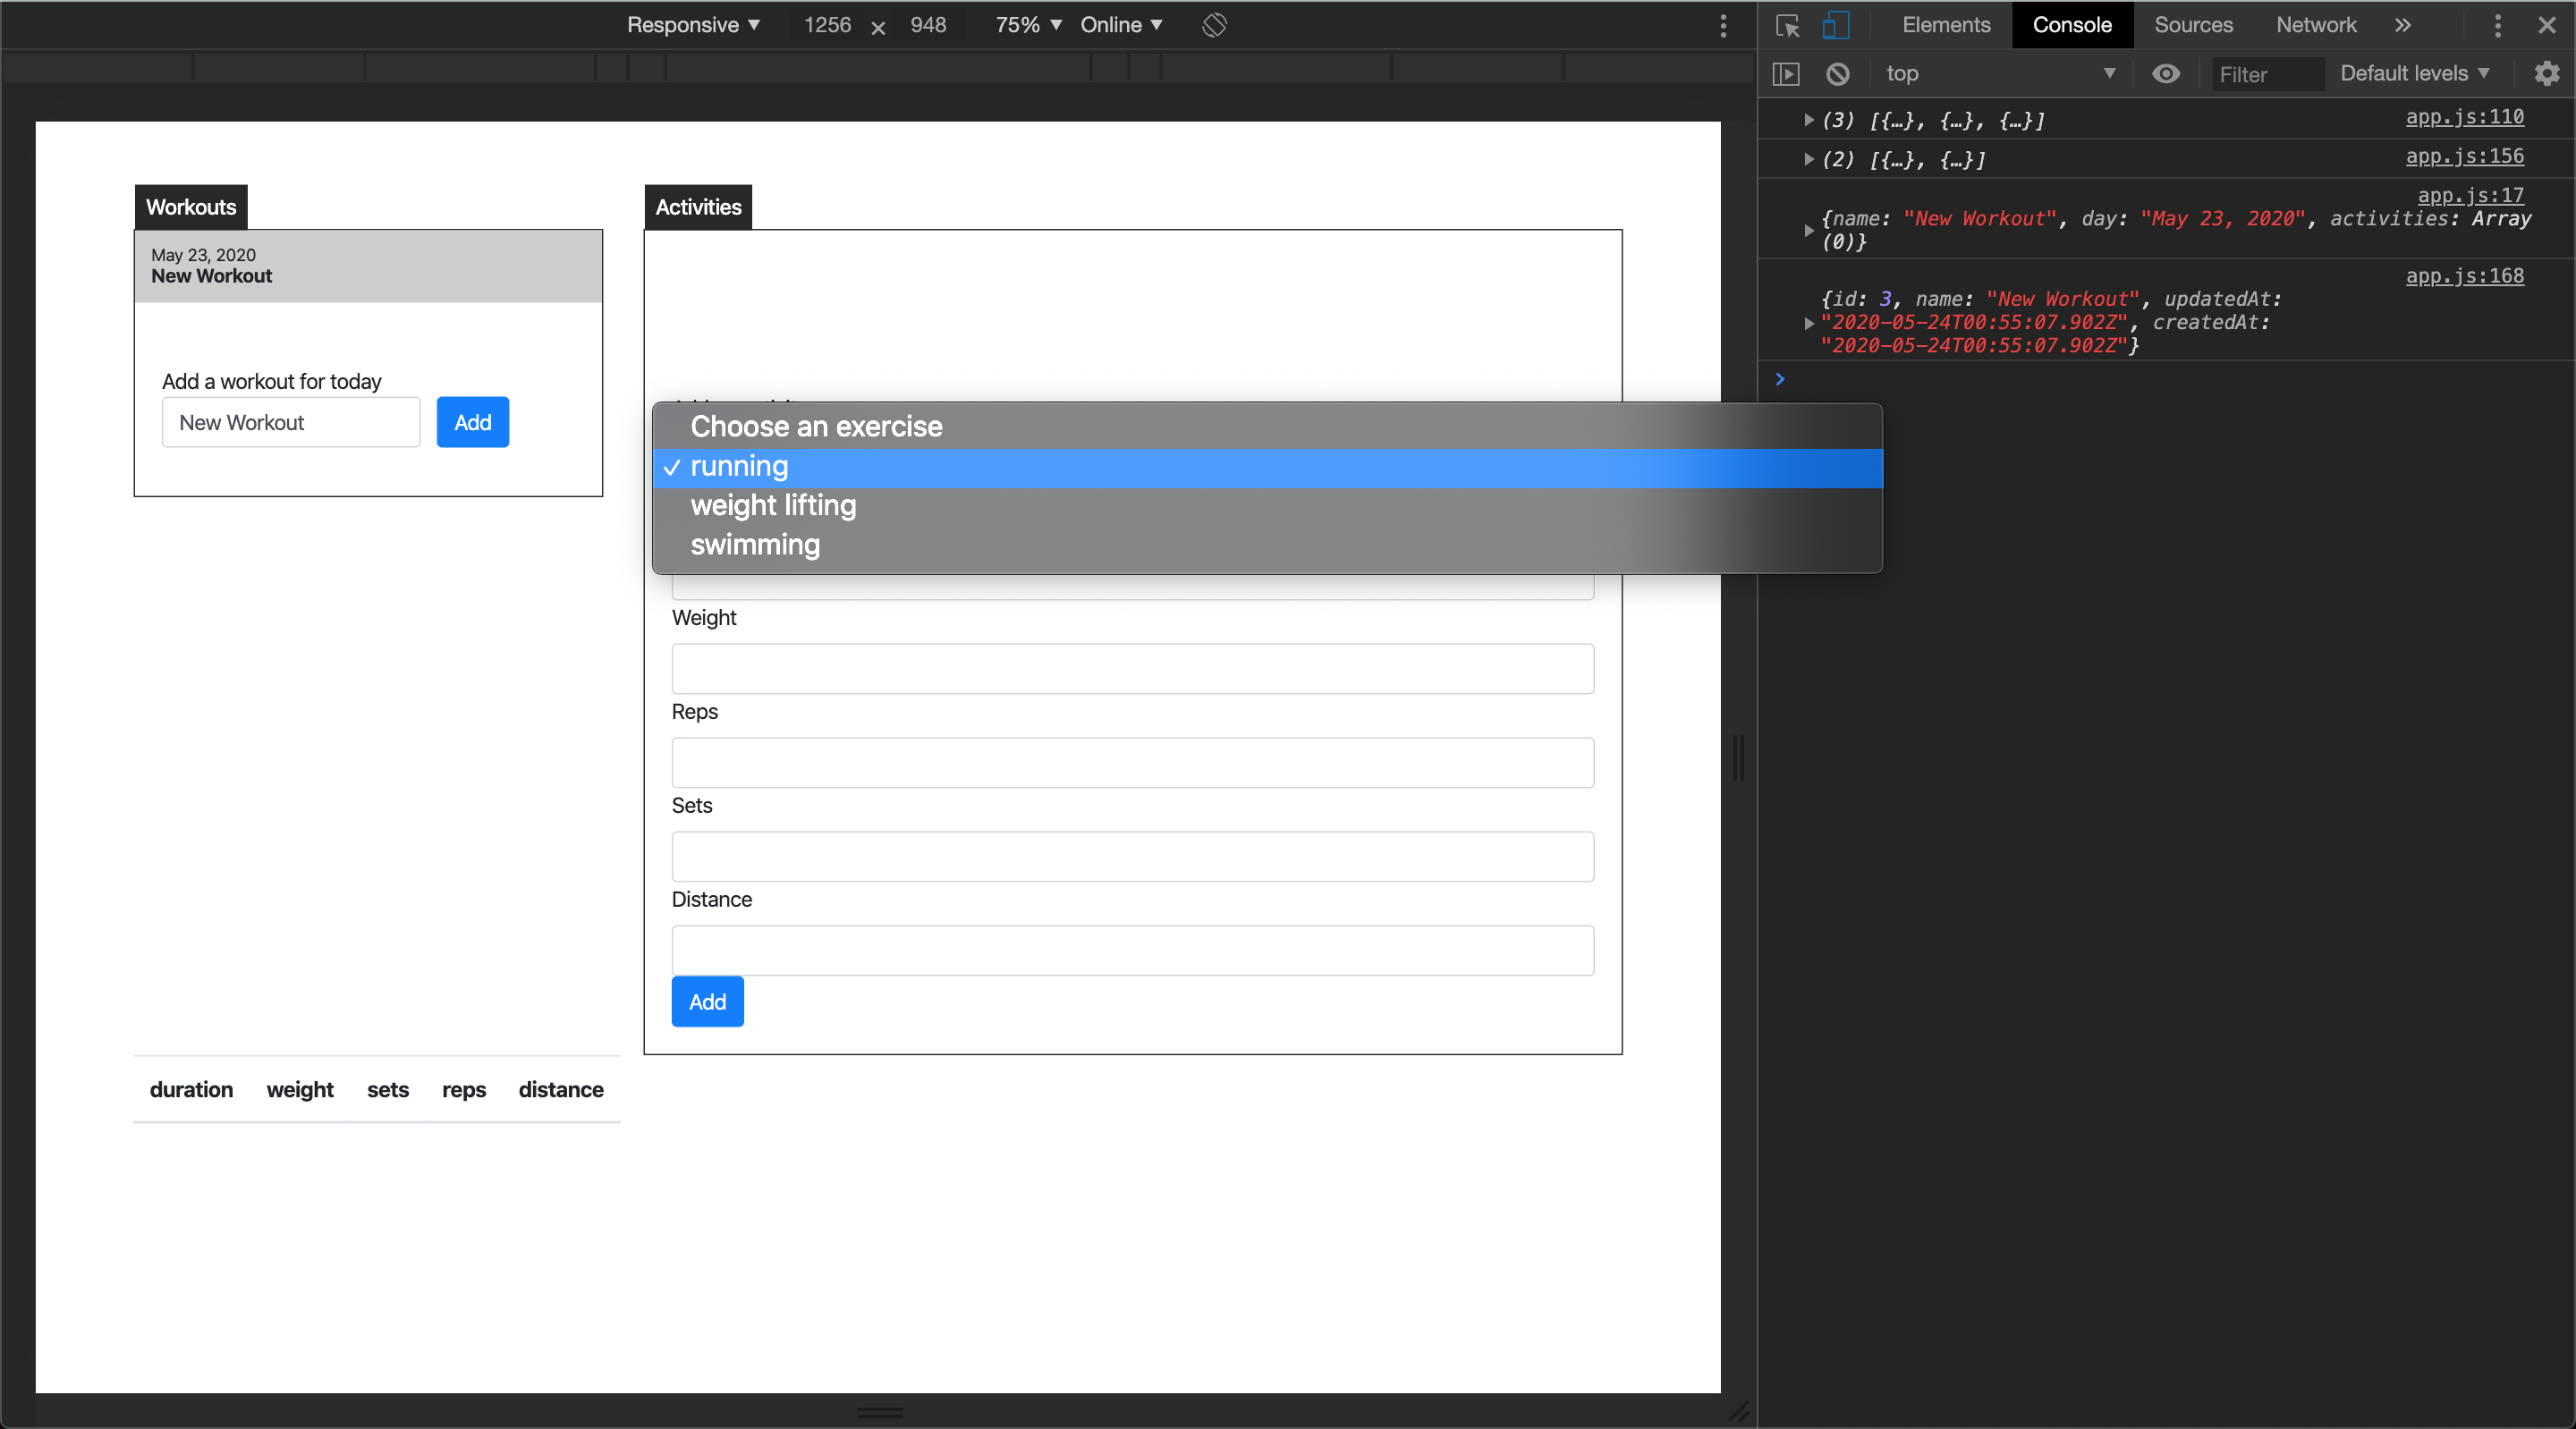 Responsive ▼ 1256 × 948 75% ▼ Online ▼
Elements Console Sources Network »
top ▼ Filter Default levels ▼
Workouts
May 23, 2020
New Workout
Add a workout for today
New Workout Add
Activities
Choose an exercise
✓ running
weight lifting
swimming
Weight
Reps
Sets
Distance
Add
duration weight sets reps distance
(3) [{…}, {…}, {…}] app.js:110
(2) [{…}, {…}] app.js:156
app.js:17
{name: "New Workout", day: "May 23, 2020", activities: Array
(0)}
app.js:168
{id: 3, name: "New Workout", updatedAt:
"2020-05-24T00:55:07.902Z", createdAt:
"2020-05-24T00:55:07.902Z"}